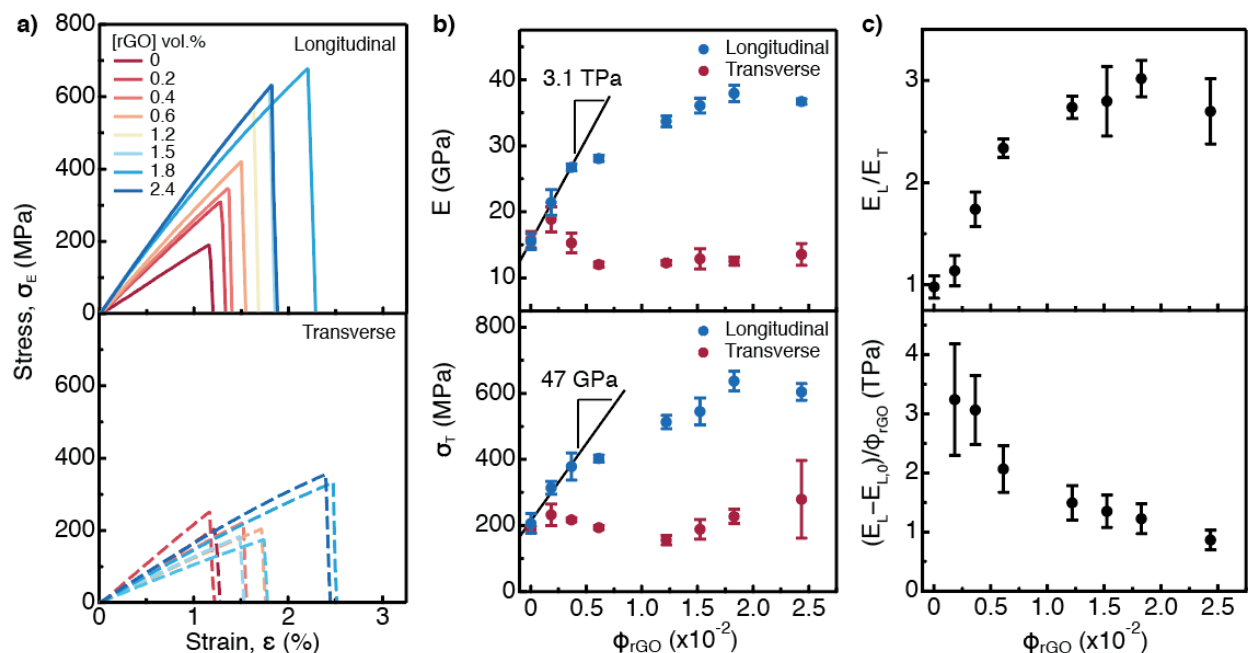 a)
800
600
400
200
0
[rGO] vol.%
0
0.2
0.4
0.6
1.2
1.5
1.8
2.4
Longitudinal
Stress, σE (MPa)
Transverse
600
400
200
0
0
1
2
3
Strain, ε (%)
b)
50
40
30
20
10
E (GPa)
Longitudinal
Transverse
3.1 TPa
800
600
400
200
0
σT
(MPa)
Longitudinal
Transverse
47 GPa
0
0.5
1.0
1.5
2.0
2.5
ϕrGO (x10-2)
c)
3
2
1
EL/ET
4
3
2
1
0
(EL−EL,0)/ϕrGO (TPa)
0
0.5
1.0
1.5
2.0
2.5
ϕrGO (x10-2)